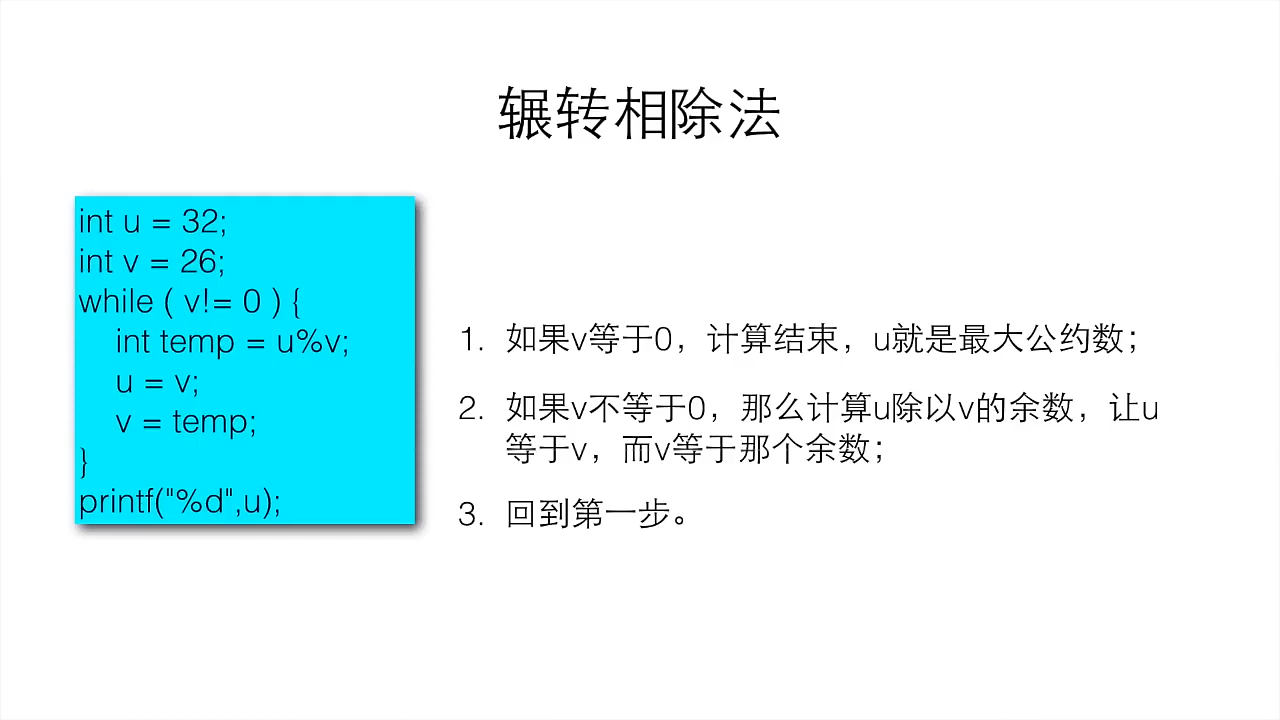 辗转相除法
int u = 32;
int v = 26;
while ( v!= 0 ) {
int temp = u%v;
u = v;
v = temp;
}
printf("%d",u);
1. 如果v等于0，计算结束，u就是最大公约数；
2. 如果v不等于0，那么计算u除以v的余数，让u
等于v，而v等于那个余数；
3. 回到第一步。